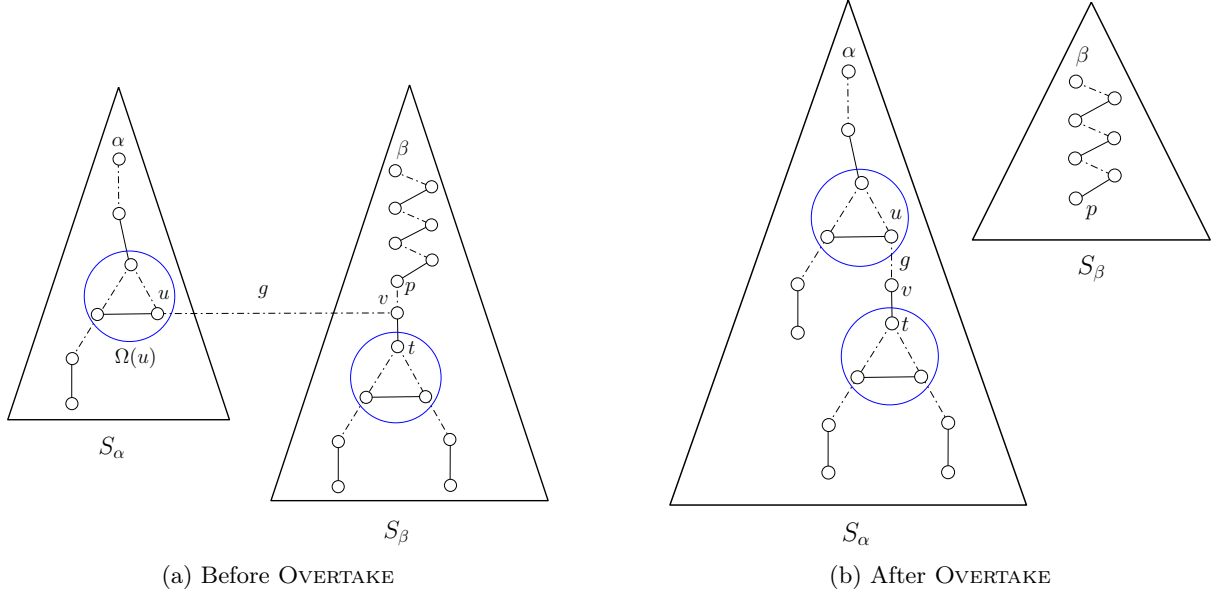 α
β
u
g
v
p
Ω(u)
t
S_α
S_β
(a) Before OVERTAKE
α
β
u
p
g
v
S_β
t
S_α
(b) After OVERTAKE